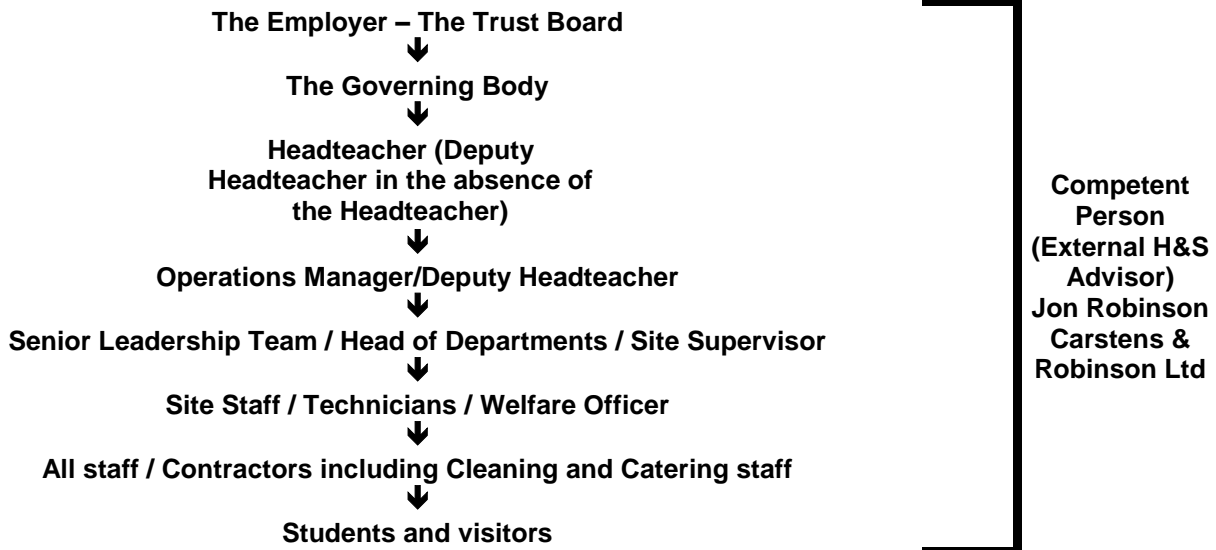 The Employer – The Trust Board
The Governing Body
Headteacher (Deputy
Headteacher in the absence of
the Headteacher)
Operations Manager/Deputy Headteacher
Senior Leadership Team / Head of Departments / Site Supervisor
Site Staff / Technicians / Welfare Officer
All staff / Contractors including Cleaning and Catering staff
Students and visitors
Competent
Person
(External H&S
Advisor)
Jon Robinson
Carstens &
Robinson Ltd